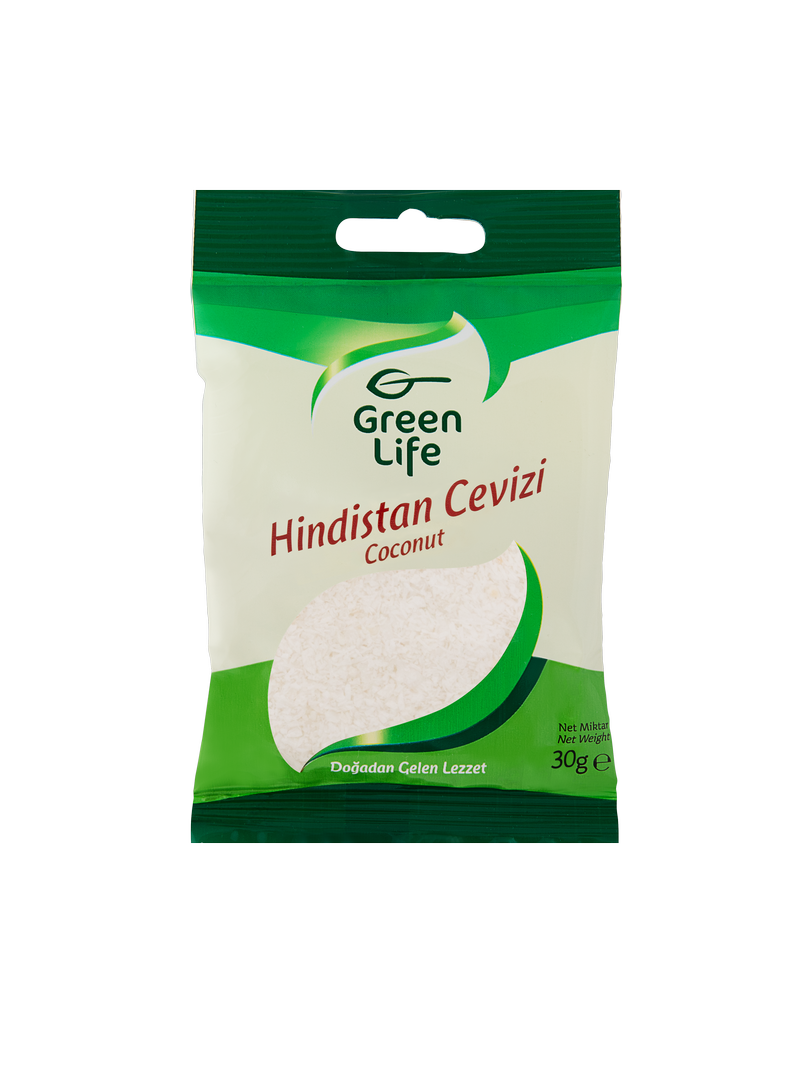 Green
Life
Hindistan Cevizi
Coconut
Net Miktar
Net Weight
30g ℮
Doğadan Gelen Lezzet